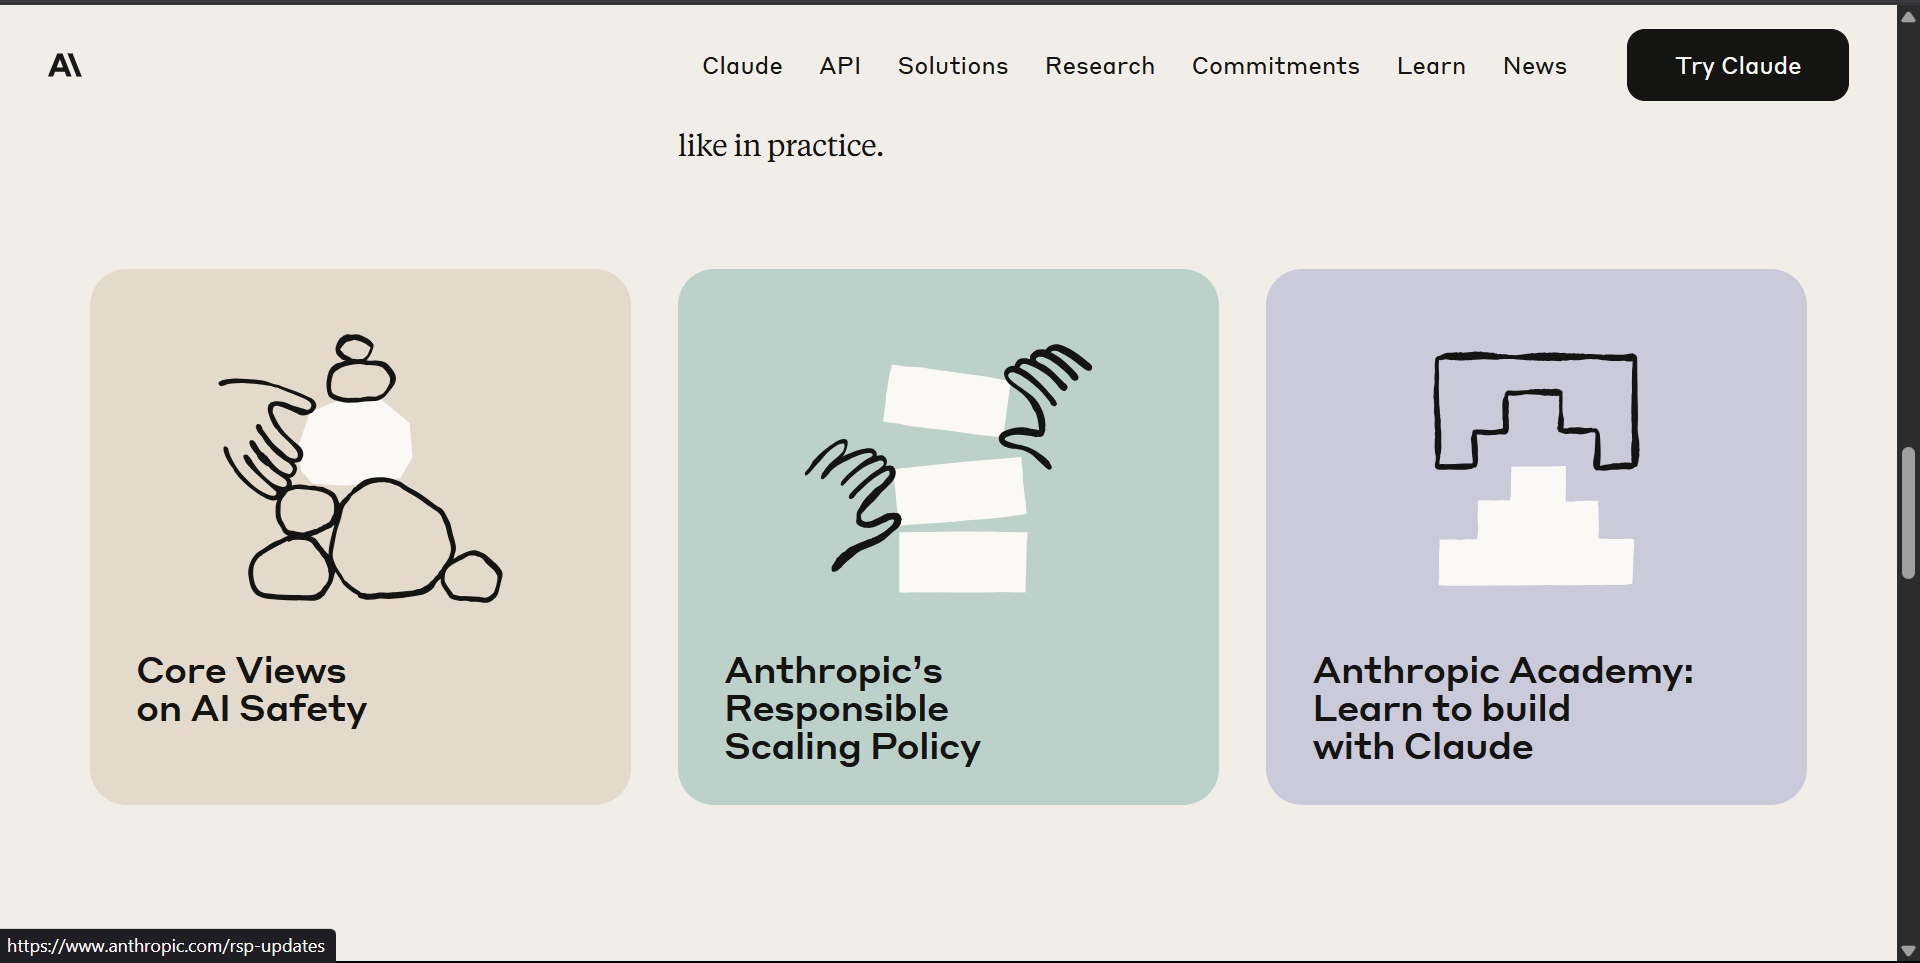 Claude API Solutions Research Commitments Learn News Try Claude
like in practice.
Core Views
on AI Safety
Anthropic’s
Responsible
Scaling Policy
Anthropic Academy:
Learn to build
with Claude
https://www.anthropic.com/rsp-updates